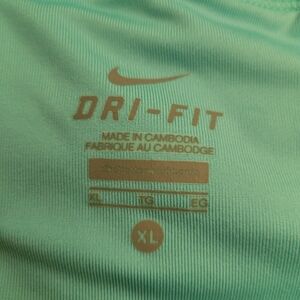 DRI-FIT
MADE IN CAMBODIA
FABRIQUE AU CAMBODGE
XL TG EG
XL